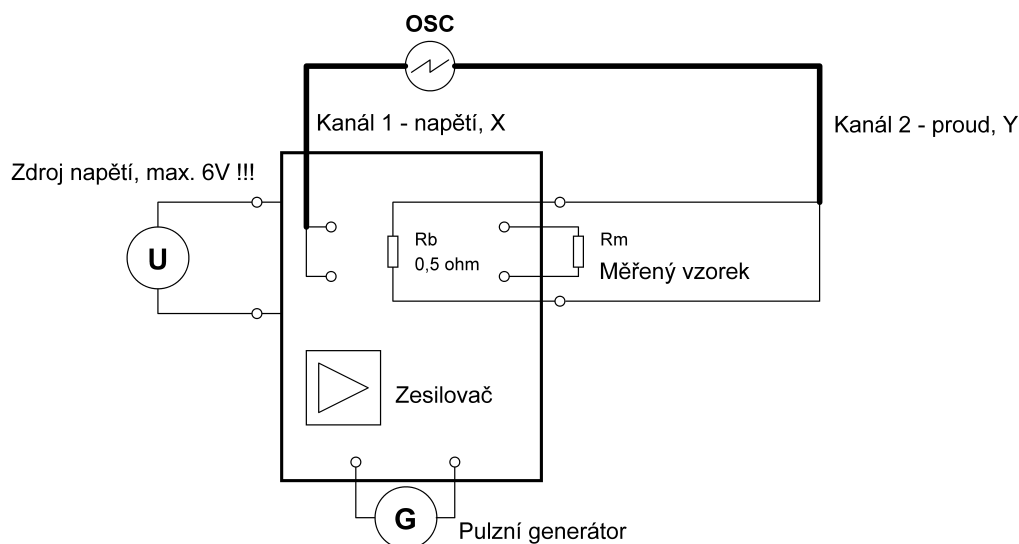 OSC
Kanál 1 - napětí, X
Kanál 2 - proud, Y
Zdroj napětí, max. 6V !!!
U
Rb
0,5 ohm
Rm
Měřený vzorek
Zesilovač
G
Pulzní generátor